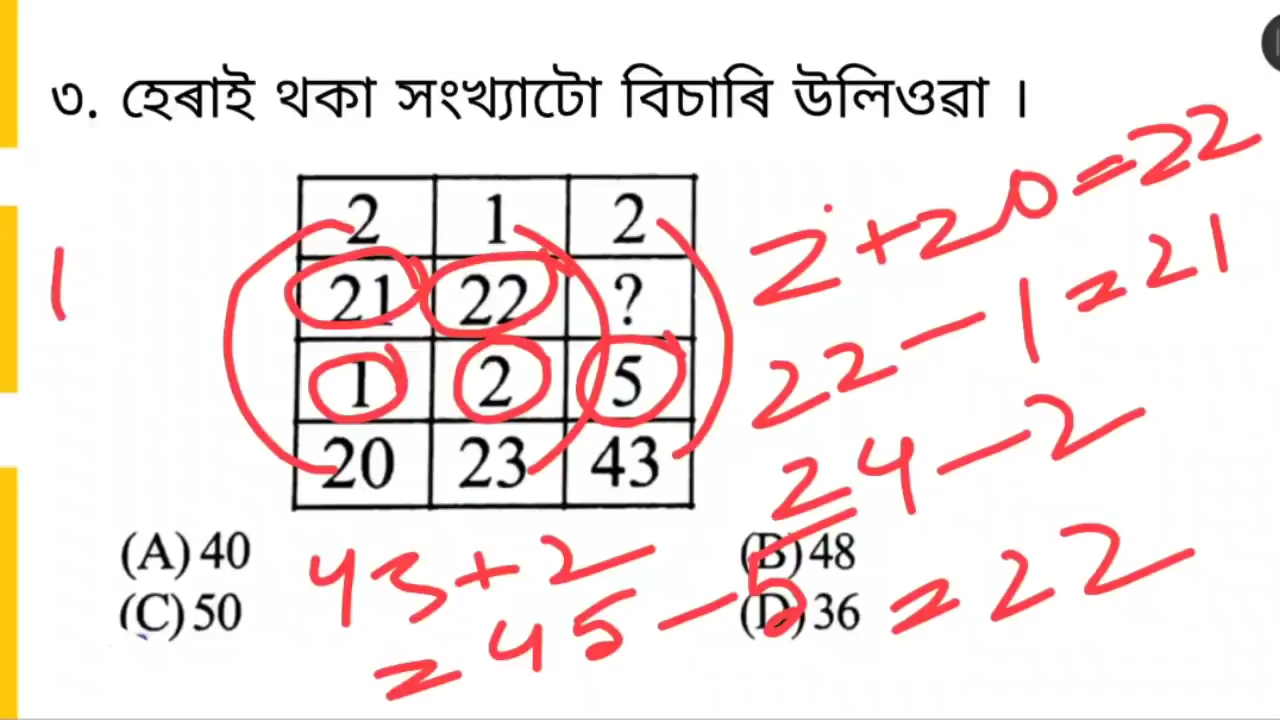 ৩. হেৰাই থকা সংখ্যাটো বিচাৰি উলিওৱা ।
2 1 2
21 22 ?
1 2 5
20 23 43
(A) 40 (B) 48
(C) 50 (D) 36
1
2+20=22
22-1=21
24-2
=22
43+2
=45-5